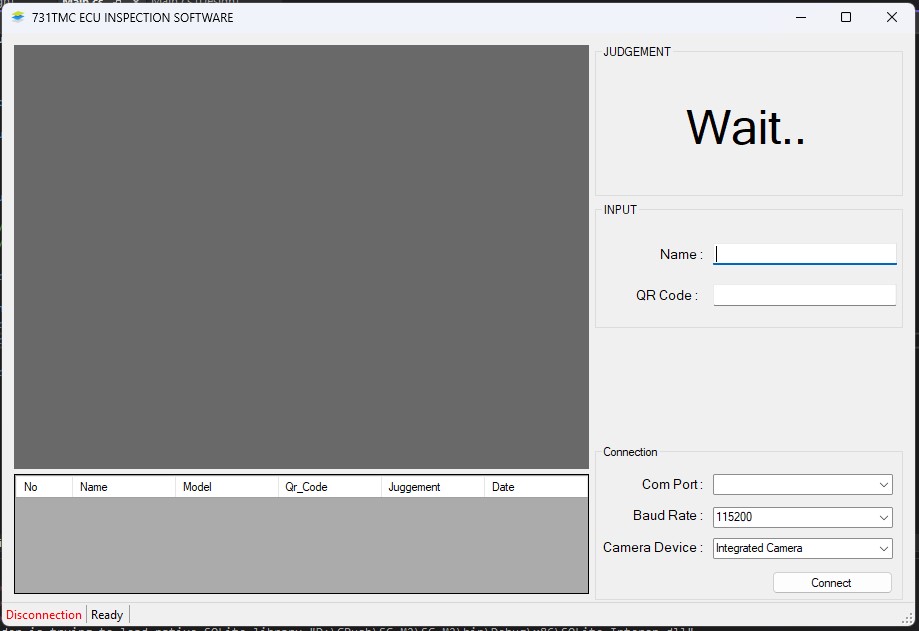 731TMC ECU INSPECTION SOFTWARE
JUDGEMENT
Wait..
INPUT
Name :
QR Code :
No Name Model Qr_Code Juggement Date
Connection
Com Port :
Baud Rate : 115200
Camera Device : Integrated Camera
Connect
Disconnection Ready